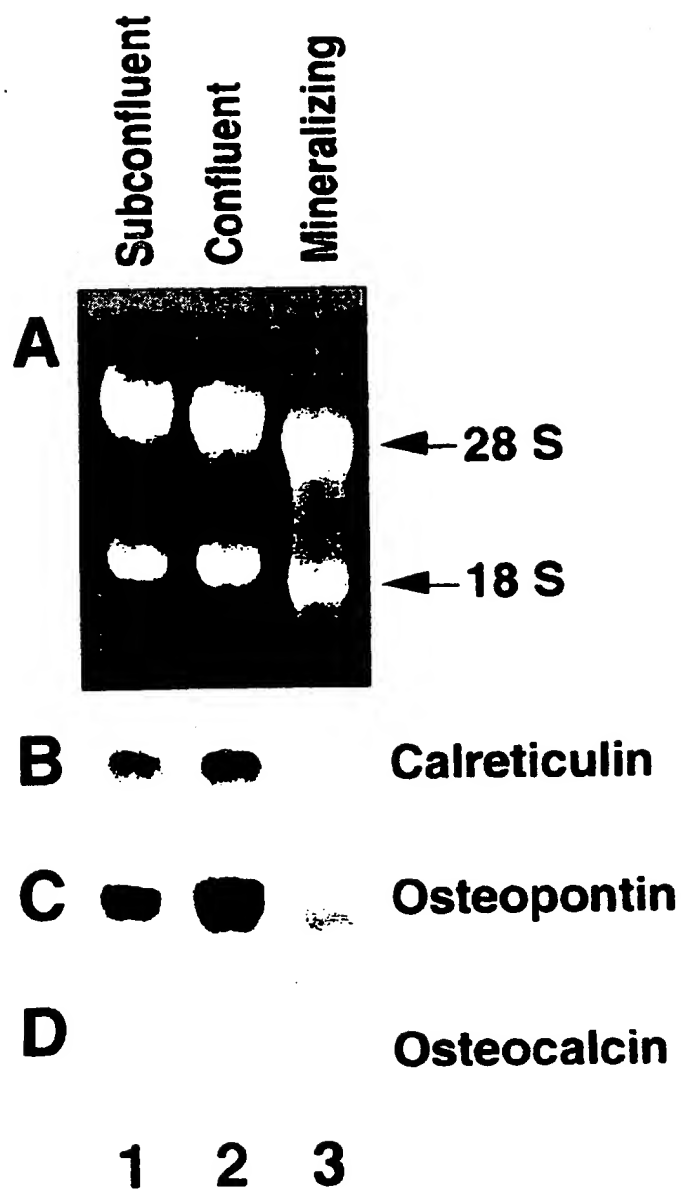 Subconfluent
Confluent
Mineralizing
A
28 S
18 S
B Calreticulin
C Osteopontin
D Osteocalcin
1 2 3